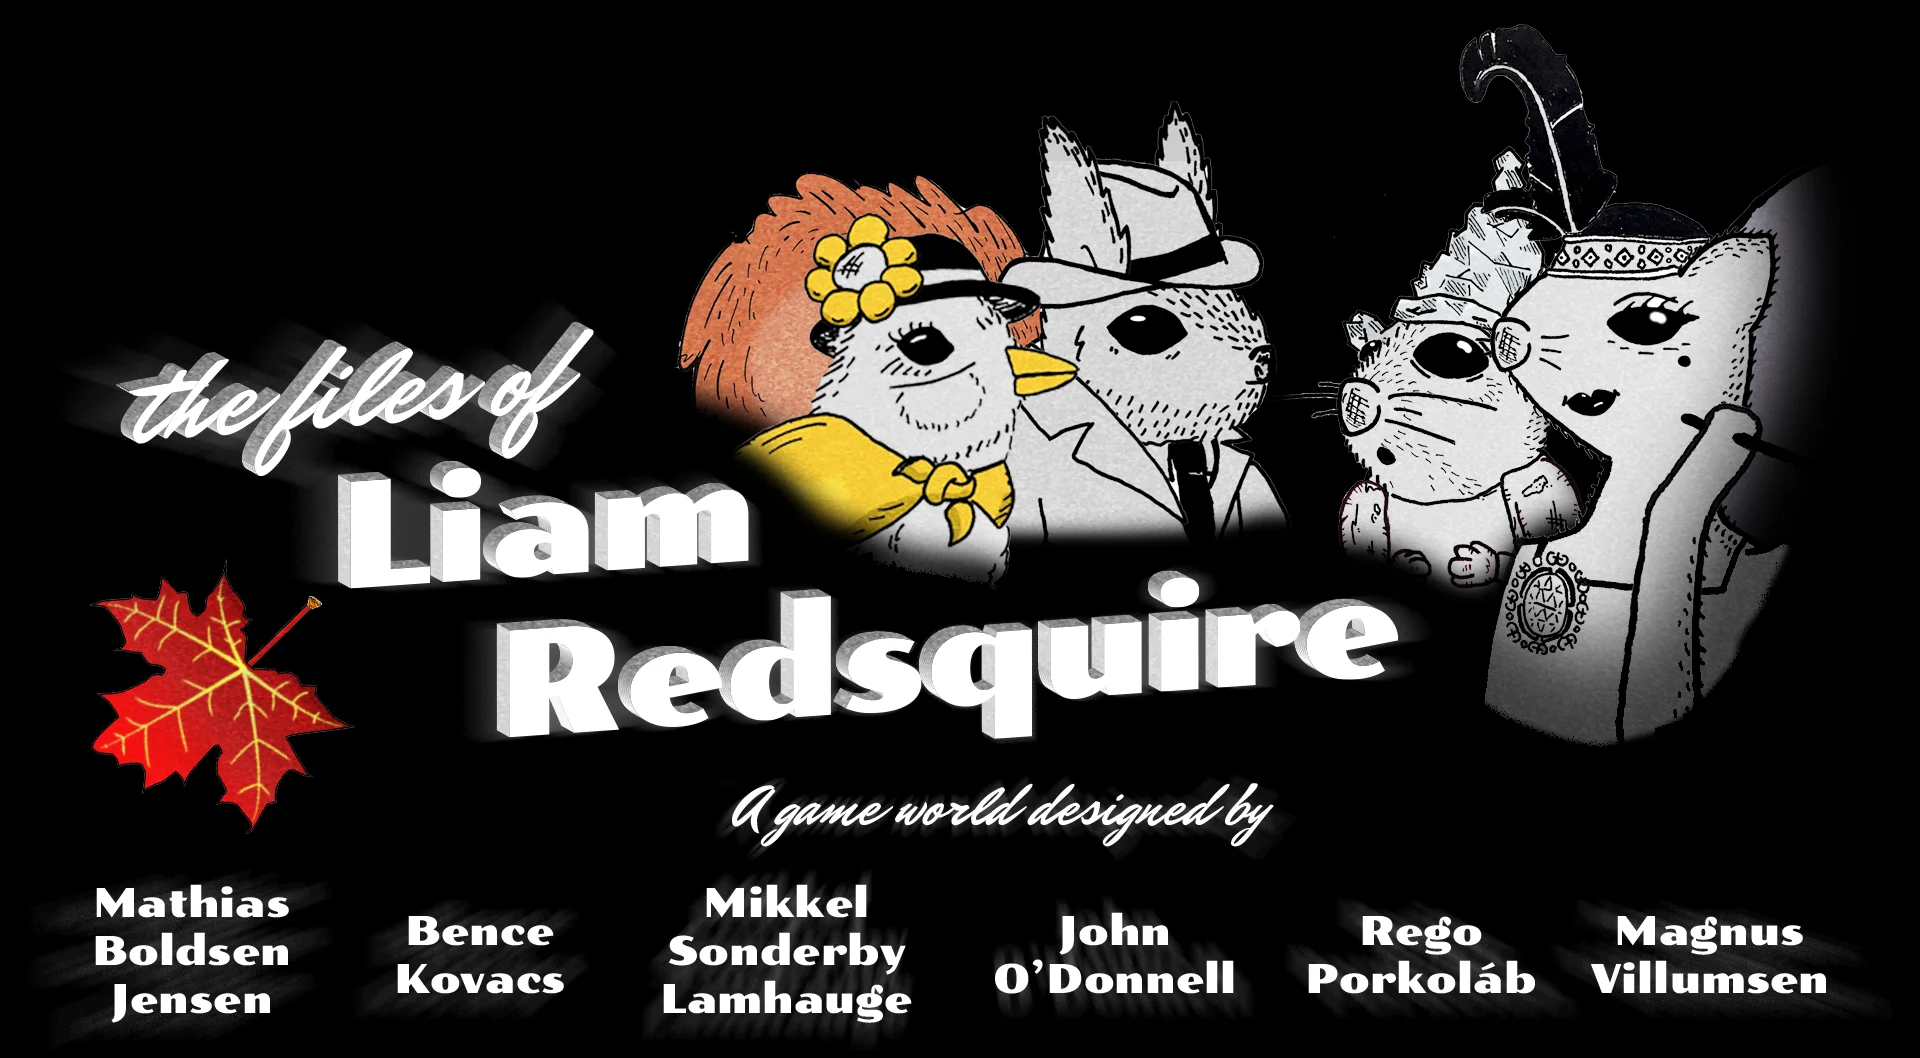 the files of
Liam
Redsquire
A game world designed by
Mathias
Boldsen
Jensen
Bence
Kovacs
Mikkel
Sonderby
Lamhauge
John
O'Donnell
Rego
Porkoláb
Magnus
Villumsen